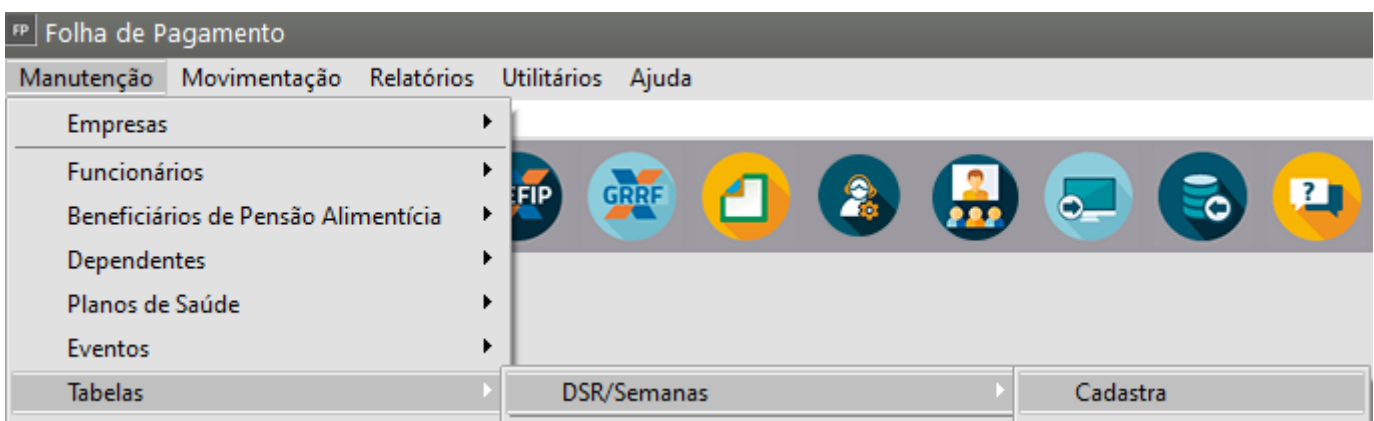 FP Folha de Pagamento
Manutenção Movimentação Relatórios Utilitários Ajuda
Empresas
Funcionários
EFIP GRRF ?
Beneficiários de Pensão Alimentícia
Dependentes
Planos de Saúde
Eventos
Tabelas DSR/Semanas Cadastra